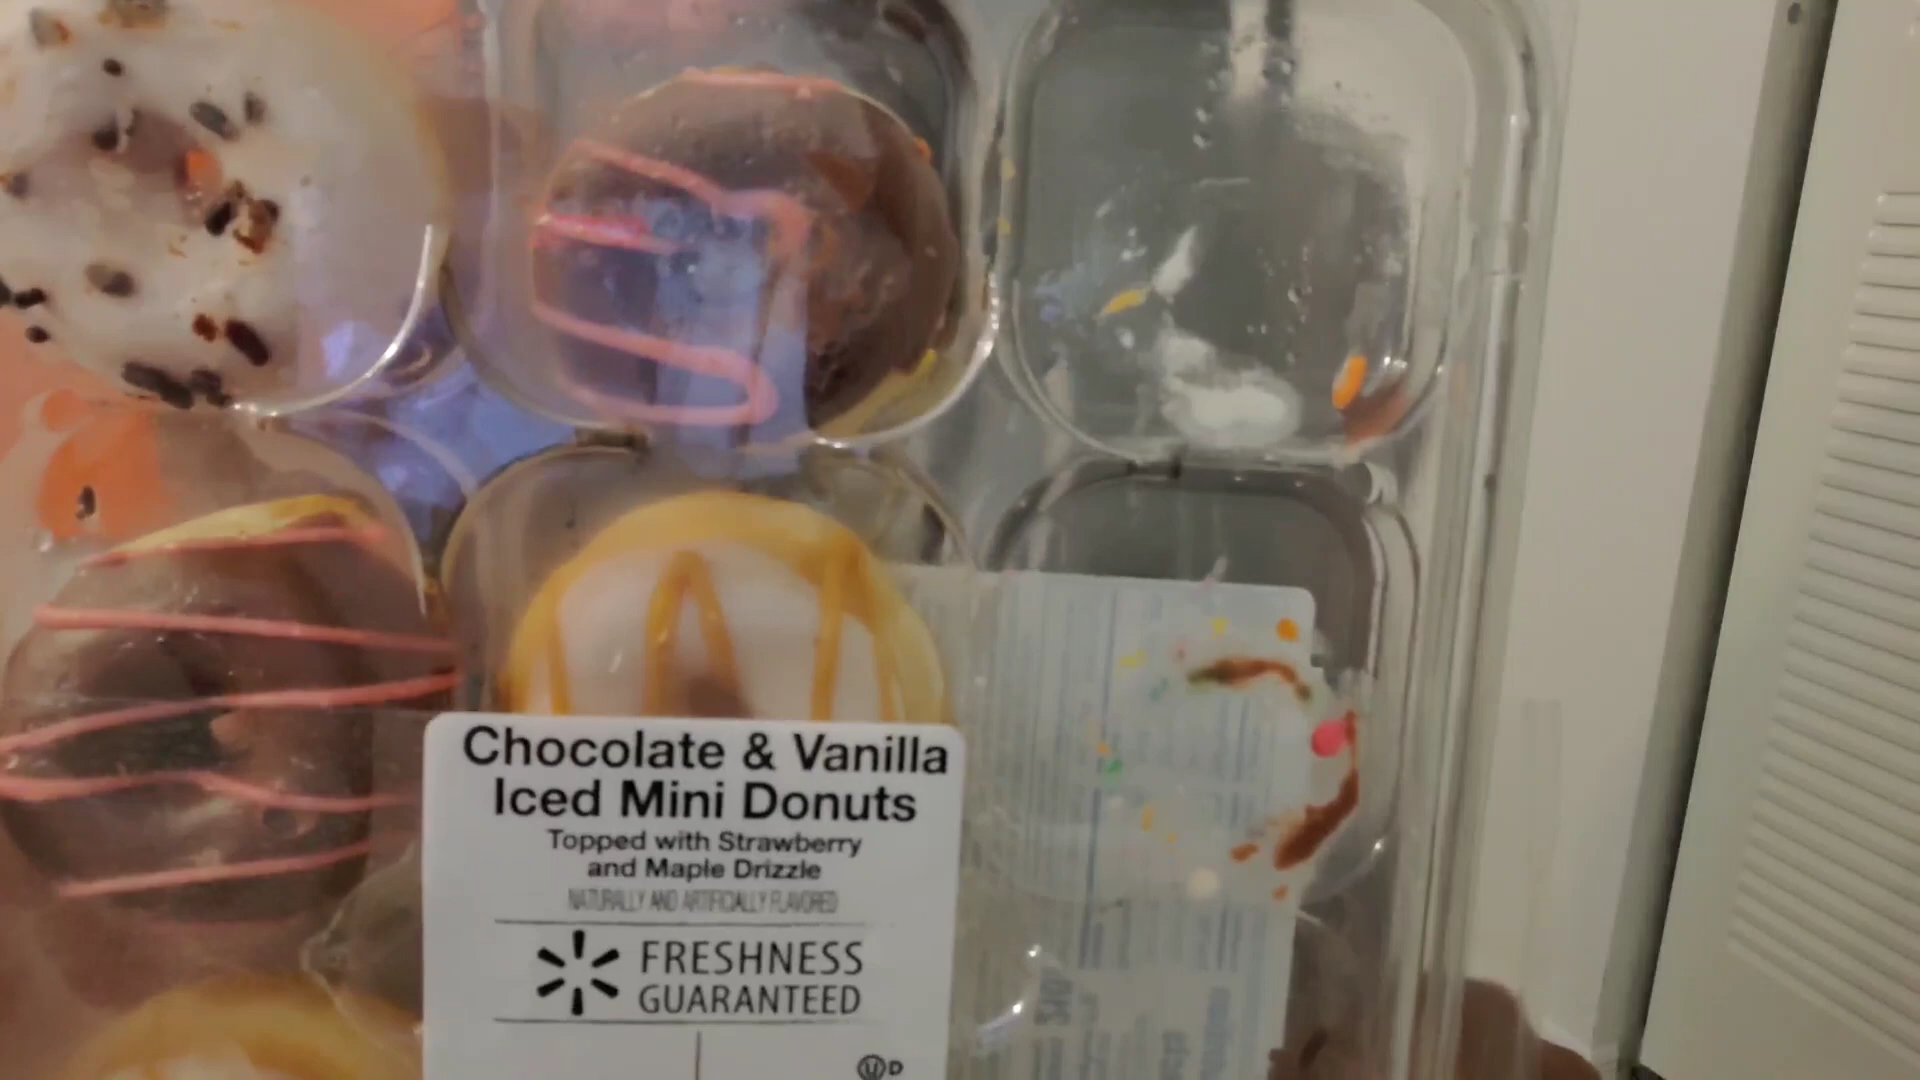 Chocolate & Vanilla
Iced Mini Donuts
Topped with Strawberry
and Maple Drizzle
NATURALLY AND ARTIFICIALLY FLAVORED
FRESHNESS
GUARANTEED
U D